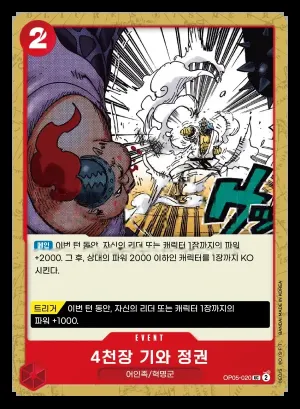 2
메인 이번 턴 동안, 자신의 리더 또는 캐릭터 1장까지의 파워
+2000. 그 후, 상대의 파워 2000 이하인 캐릭터를 1장까지 KO
시킨다.
트리거 이번 턴 동안, 자신의 리더 또는 캐릭터 1장까지의
파워 +1000.
EVENT
4천장 기와 정권
어인족/혁명군
OP05-020 UC 2